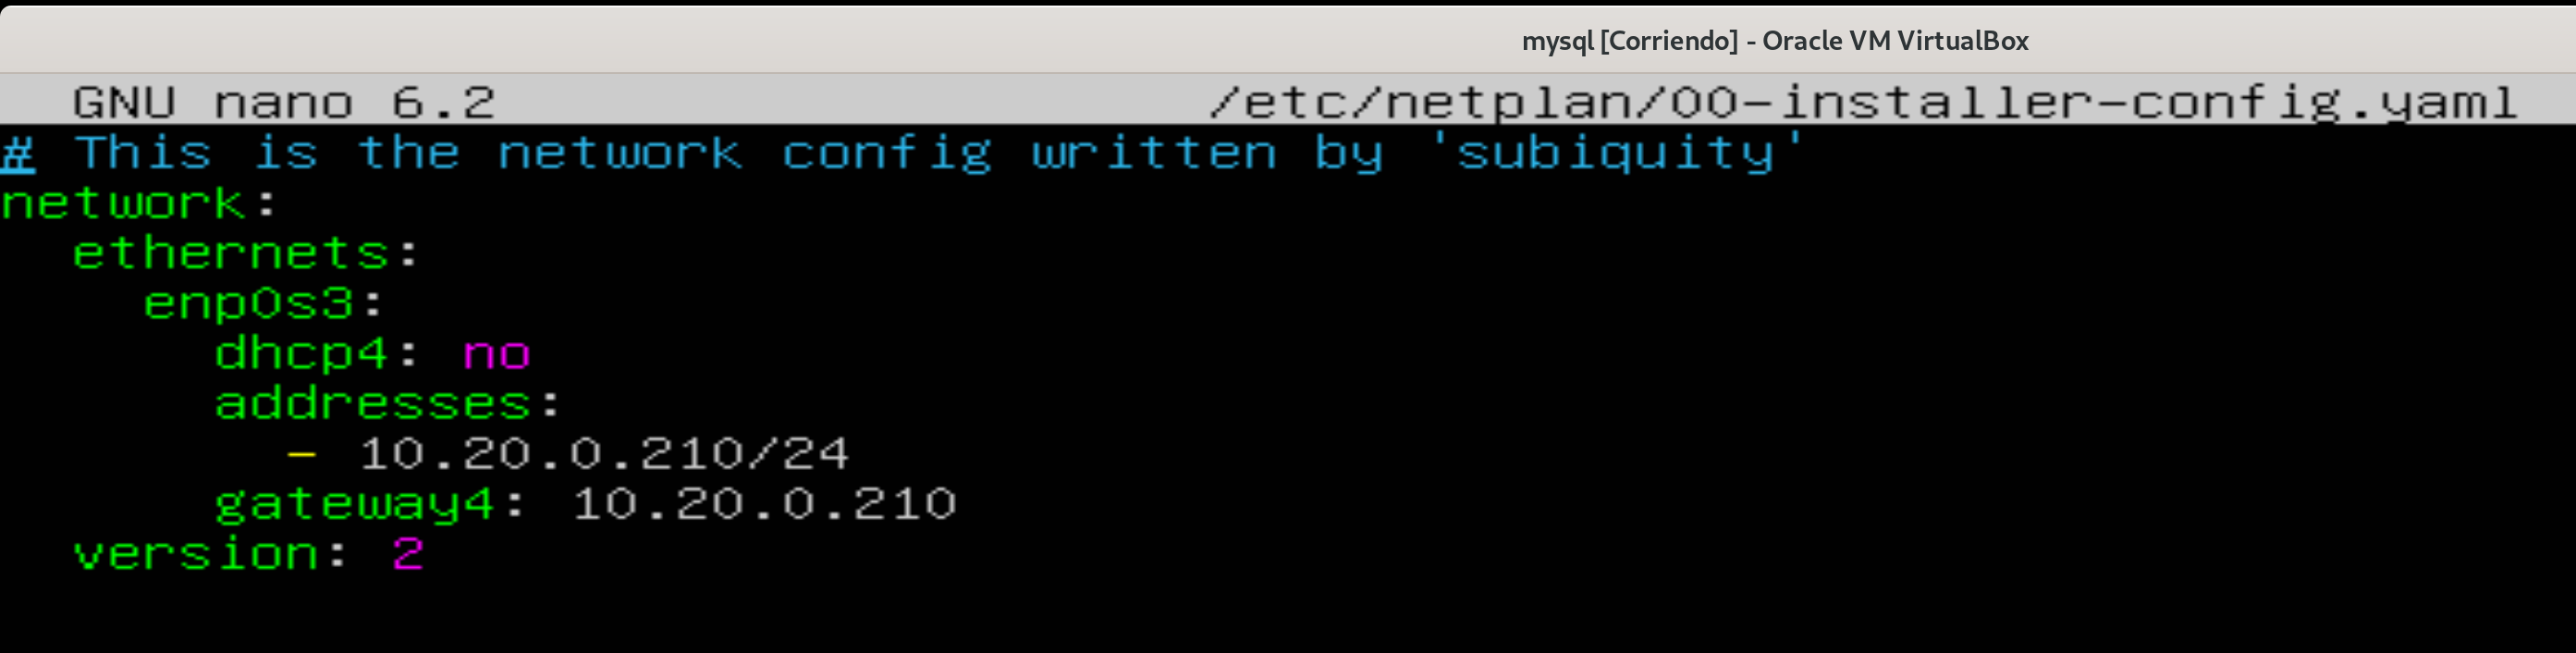 mysql [Corriendo] - Oracle VM VirtualBox
GNU nano 6.2 /etc/netplan/00-installer-config.yaml
# This is the network config written by 'subiquity'
network:
  ethernets:
    enp0s3:
      dhcp4: no
      addresses:
        - 10.20.0.210/24
      gateway4: 10.20.0.210
  version: 2